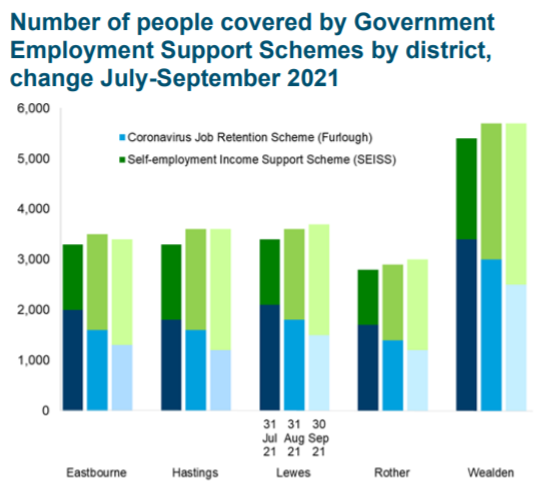 Number of people covered by Government
Employment Support Schemes by district,
change July-September 2021
6,000
Coronavirus Job Retention Scheme (Furlough)
5,000
Self-employment Income Support Scheme (SEISS)
4,000
3,000
2,000
1,000
0
31 31 30
Jul Aug Sep
21 21 21
Eastbourne Hastings Lewes Rother Wealden